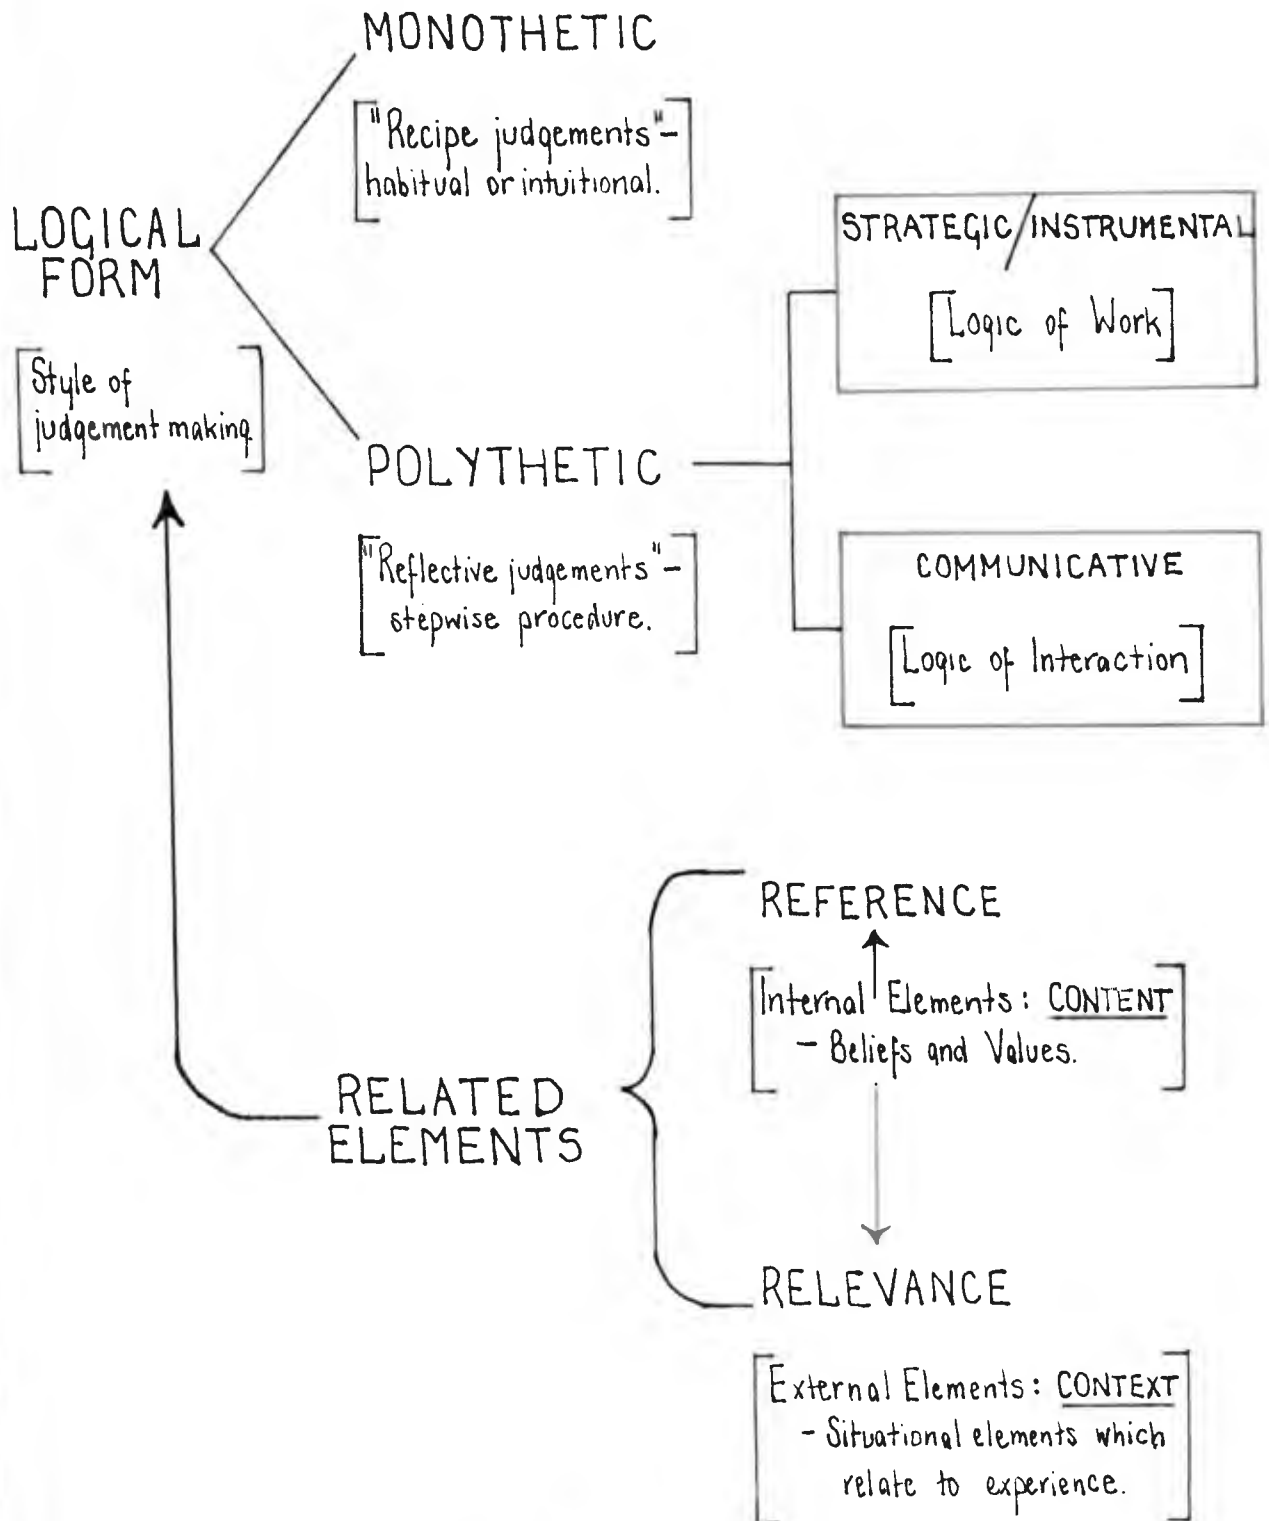 MONOTHETIC
["Recipe judgements"-
habitual or intuitional.]
LOGICAL
FORM
[Style of
judgement making.]
POLYTHETIC
["Reflective judgements"-
stepwise procedure.]
STRATEGIC/INSTRUMENTAL
[Logic of Work]
COMMUNICATIVE
[Logic of Interaction]
RELATED
ELEMENTS
REFERENCE
[Internal Elements: CONTENT
- Beliefs and Values.]
RELEVANCE
[External Elements: CONTEXT
- Situational elements which
relate to experience.]